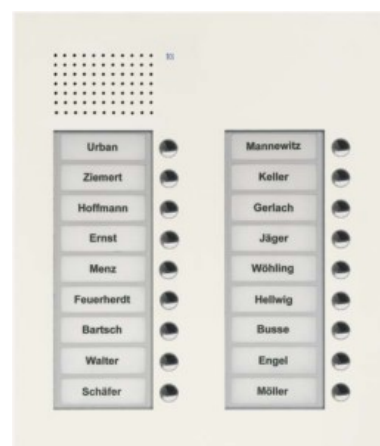 Urban
Ziemert
Hoffmann
Ernst
Menz
Feuerherdt
Bartsch
Walter
Schäfer
Mannewitz
Keller
Gerlach
Jäger
Wöhling
Hellwig
Busse
Engel
Möller